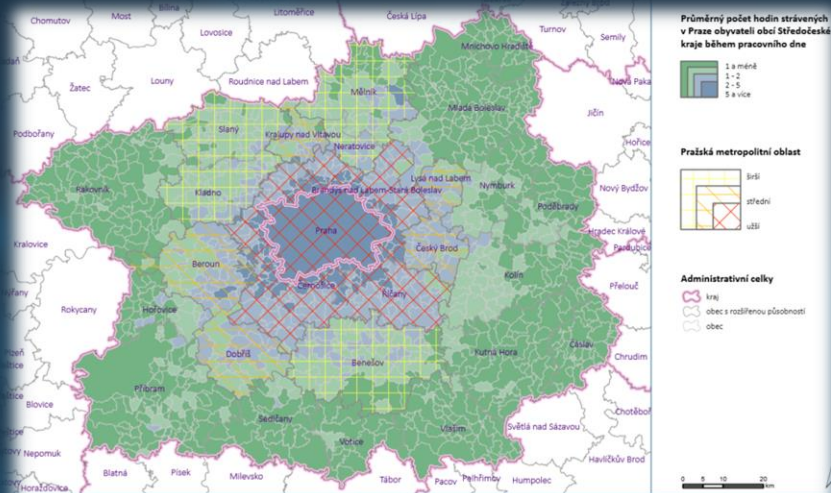 Chomutov
Most
Bílina
Litoměřice
Lovosice
Česká Lípa
Turnov
Semily
Mnichovo Hradiště
Louny
Roudnice nad Labem
Nová Paka
Žatec
Mělník
Mladá Boleslav
Jičín
Podbořany
Slaný
Kralupy nad Vltavou
Hořice
Neratovice
Lysá nad Labem
Nymburk
Rakovník
Kladno
Brandýs nad Labem-Stará Boleslav
Nový Bydžov
Poděbrady
Praha
Hradec Králové
Kralovice
Český Brod
Pardubice
Beroun
Kolín
Přelouč
Černošice
Říčany
Rokycany
Hořovice
Kutná Hora
Čáslav
Dobříš
Benešov
Chrudim
Plzeň
Příbram
Blovice
Sedlčany
Vlašim
Votice
Světlá nad Sázavou
Chotěboř
Nepomuk
Havlíčkův Brod
Blatná
Písek
Milevsko
Tábor
Pacov
Pelhřimov
Humpolec
Horažďovice
Průměrný počet hodin strávených
v Praze obyvateli obcí Středočeské
kraje během pracovního dne
1 a méně
1 - 2
2 - 5
5 a více
Pražská metropolitní oblast
širší
střední
užší
Administrativní celky
kraj
obec s rozšířenou působností
obec
0 5 10 20
km